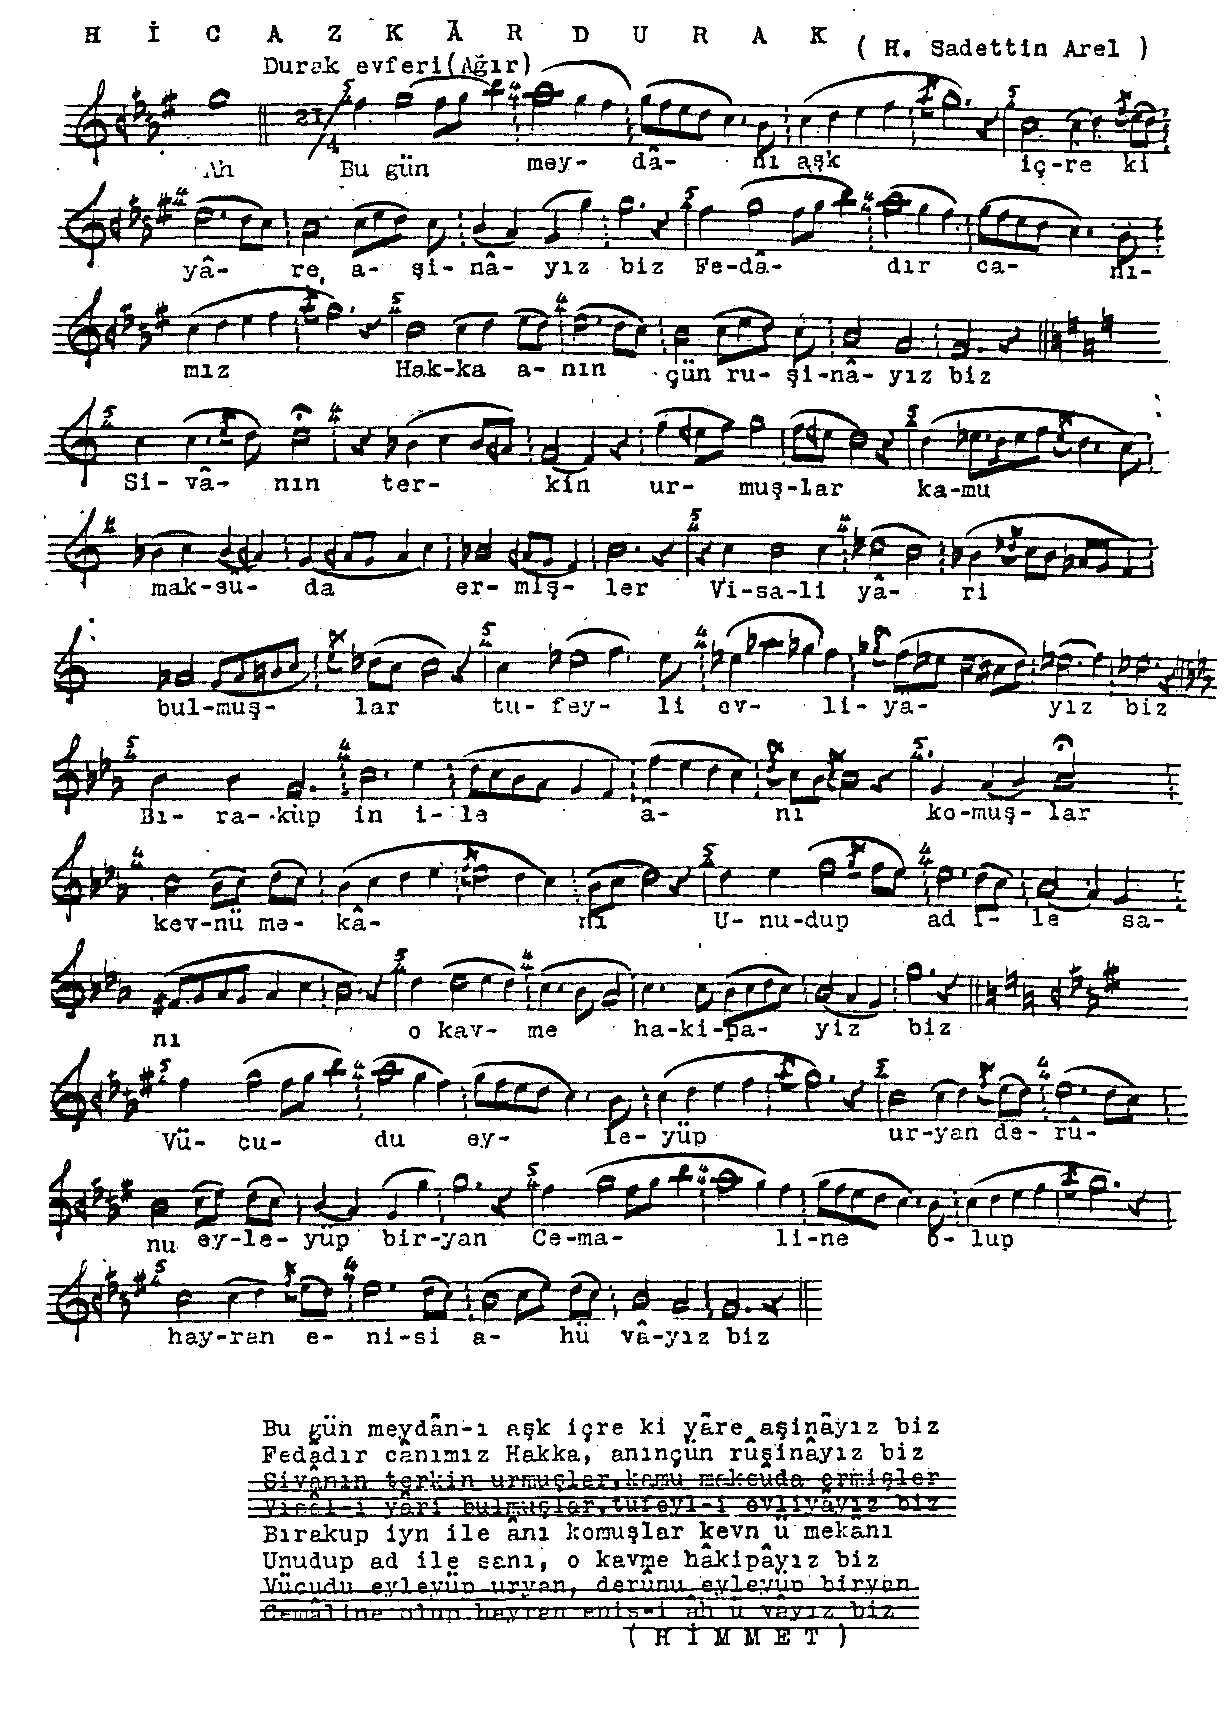 H İ C A Z K Â R D U R A K ( H. Sadettin Arel )
Durak evferi(Ağır)
21/4
Ah Bu gün mey- dâ- nı aşk iç-re ki
yâ- re, a- şi- nâ- yız biz Fe-dâ- dır ca- nı-
mız Hak-ka a- nın çün ru- şi-nâ- yız biz
Si- vâ- nın ter- kin ur- muş-lar ka-mu
mak-su- da er- miş- ler Vi-sa-li yâ- ri
bul-muş- lar tu- fey- li ev- li- ya- yız biz
Bı- ra- küp in i- le â- nı ko-muş- lar
kev-nü me- kâ- nı U- nu-dup ad i- le sa-
nı o kav- me ha-ki-pa- yiz biz
Vü- cu- du ey- le- yüp ur-yan de- rû-
nu ey-le- yüp bir-yan Ce-ma- li-ne o- lup
hay-ran e- ni-si a- hü vâ-yız biz
Bu gün meydân-ı aşk içre ki yâre aşinâyız biz
Fedâdır cânımız Hakka, anınçün rûşinâyız biz
Sivânın terkin urmuşlar,kamu maksûda ermişler
Visâl-i yâri bulmuşlar,tufeyl-i evliyâyız biz
Bırakup iyn ile ânı komuşlar kevn ü mekânı
Unudup ad ile sanı, o kavme hâkipâyız biz
Vücudu eyleyüp uryan, derûnu eyleyüp biryan
Cemâline olup hayran enis-i âh ü vâyız biz
( H İ M M E T )